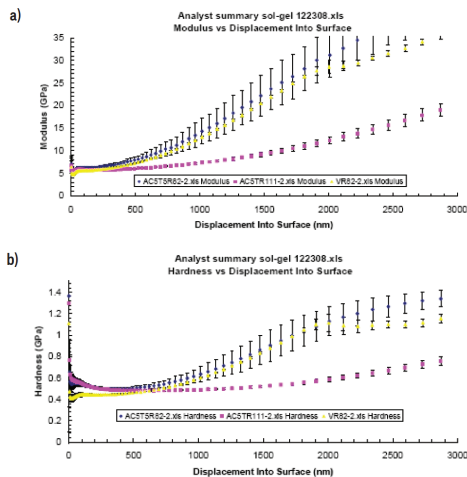 a)
Analyst summary sol-gel 122308.xls
Modulus vs Displacement Into Surface
35
30
25
20
15
10
5
0
Modulus (GPa)
AC5T5R82-2.xls Modulus AC5TR111-2.xls Modulus VR82-2.xls Modulus
0 500 1000 1500 2000 2500 3000
Displacement Into Surface (nm)
b)
Analyst summary sol-gel 122308.xls
Hardness vs Displacement Into Surface
1.4
1.2
1
0.8
0.6
0.4
0.2
0
Hardness (GPa)
AC5T5R82-2.xls Hardness AC5TR111-2.xls Hardness VR82-2.xls Hardness
0 500 1000 1500 2000 2500 3000
Displacement Into Surface (nm)